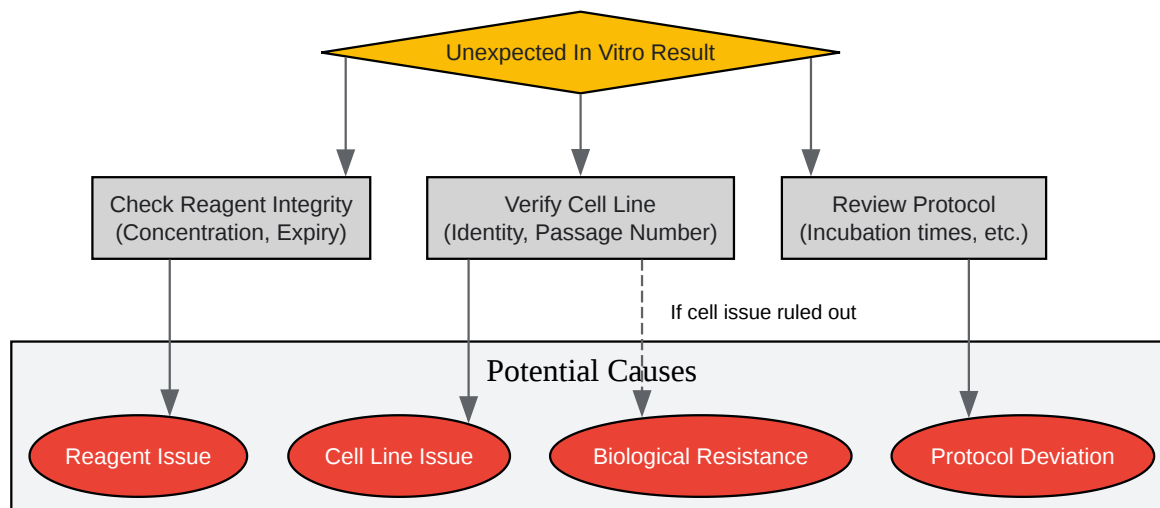 Unexpected In Vitro Result
Check Reagent Integrity
(Concentration, Expiry)
Verify Cell Line
(Identity, Passage Number)
Review Protocol
(Incubation times, etc.)
If cell issue ruled out
Potential Causes
Reagent Issue
Cell Line Issue
Biological Resistance
Protocol Deviation